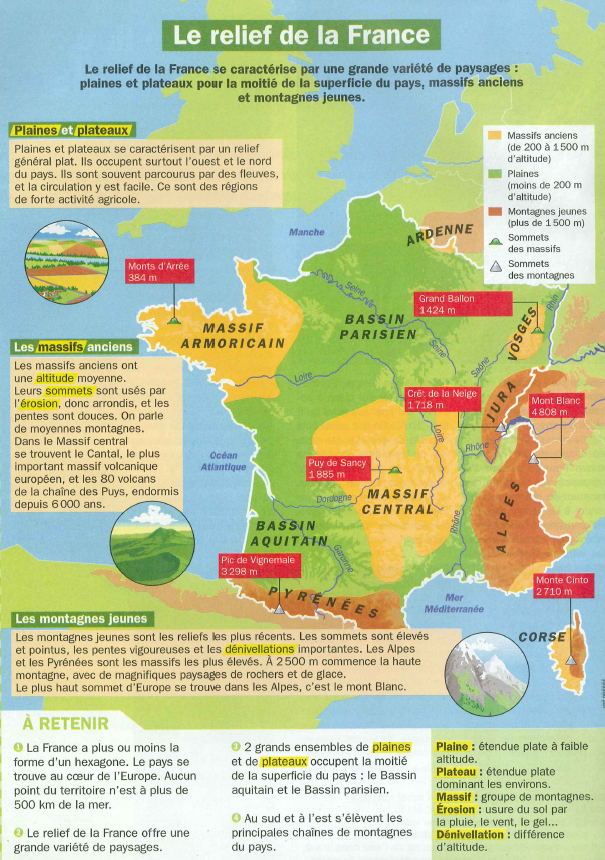 Le relief de la France
Le relief de la France se caractérise par une grande variété de paysages :
plaines et plateaux pour la moitié de la superficie du pays, massifs anciens
et montagnes jeunes.
Plaines et plateaux
Plaines et plateaux se caractérisent par un relief
général plat. Ils occupent surtout l'ouest et le nord
du pays. Ils sont souvent parcourus par des fleuves,
et la circulation y est facile. Ce sont des régions
de forte activité agricole.
Massifs anciens
(de 200 à 1 500 m
d'altitude)
Plaines
(moins de 200 m
d'altitude)
Montagnes jeunes
(plus de 1 500 m)
Sommets
des massifs
Sommets
des montagnes
Manche
ARDENNE
Monts d'Arrée
384 m
Seine
Grand Ballon
1 424 m
Rhin
MASSIF
ARMORICAIN
BASSIN
PARISIEN
Seine
VOSGES
Saône
Loire
Les massifs anciens
Les massifs anciens ont
une altitude moyenne.
Leurs sommets sont usés par
l'érosion, donc arrondis, et les
pentes sont douces. On parle
de moyennes montagnes.
Dans le Massif central
se trouvent le Cantal, le plus
important massif volcanique
européen, et les 80 volcans
de la chaîne des Puys, endormis
depuis 6 000 ans.
Crêt de la Neige
1 718 m
JURA
Mont Blanc
4 808 m
Océan
Atlantique
Loire
Rhône
Puy de Sancy
1 885 m
Dordogne
MASSIF
CENTRAL
Rhône
ALPES
BASSIN
AQUITAIN
Garonne
Pic de Vignemale
3 298 m
PYRÉNÉES
Mer
Méditerranée
Monte Cinto
2 710 m
CORSE
Les montagnes jeunes
Les montagnes jeunes sont les reliefs les plus récents. Les sommets sont élevés
et pointus, les pentes vigoureuses et les dénivellations importantes. Les Alpes
et les Pyrénées sont les massifs les plus élevés. À 2 500 m commence la haute
montagne, avec de magnifiques paysages de rochers et de glace.
Le plus haut sommet d'Europe se trouve dans les Alpes, c'est le mont Blanc.
À RETENIR
1 La France a plus ou moins la
forme d'un hexagone. Le pays se
trouve au cœur de l'Europe. Aucun
point du territoire n'est à plus de
500 km de la mer.
2 Le relief de la France offre une
grande variété de paysages.
3 2 grands ensembles de plaines
et de plateaux occupent la moitié
de la superficie du pays : le Bassin
aquitain et le Bassin parisien.
4 Au sud et à l'est s'élèvent les
principales chaînes de montagnes
du pays.
Plaine : étendue plate à faible
altitude.
Plateau : étendue plate
dominant les environs.
Massif : groupe de montagnes.
Érosion : usure du sol par
la pluie, le vent, le gel...
Dénivellation : différence
d'altitude.